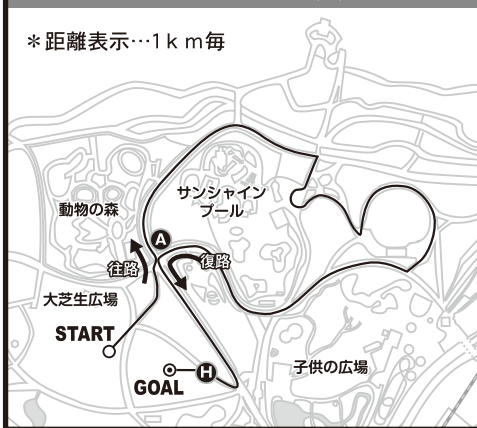 ＊距離表示…1ｋｍ毎
サンシャイン
プール
動物の森
A
往路
復路
大芝生広場
START
子供の広場
H
GOAL